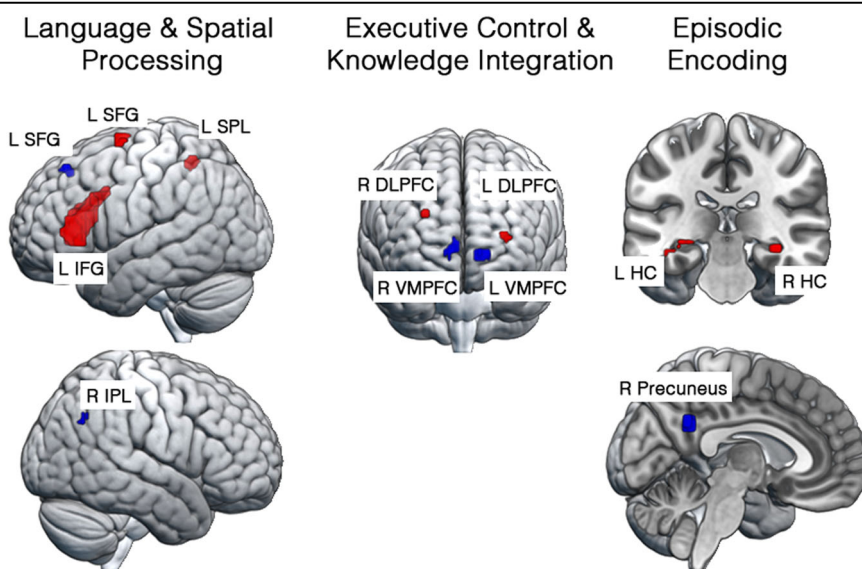 Language & Spatial
Processing
Executive Control &
Knowledge Integration
Episodic
Encoding
L SFG
L SFG
L SPL
L IFG
R DLPFC
L DLPFC
R VMPFC
L VMPFC
L HC
R HC
R IPL
R Precuneus